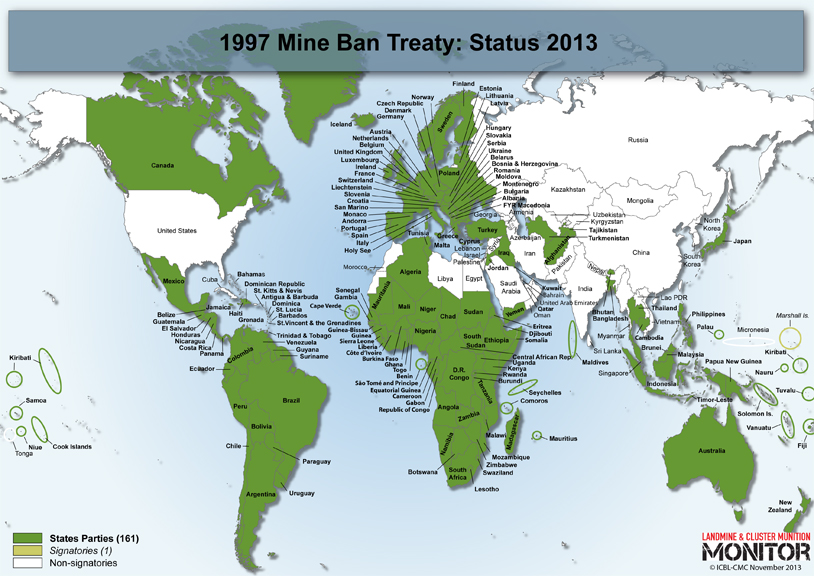 1997 Mine Ban Treaty: Status 2013
Canada
United States
Mexico
Cuba
Bahamas
Dominican Republic
St. Kitts & Nevis
Antigua & Barbuda
Dominica
St. Lucia
Barbados
St.Vincent & the Grenadines
Trinidad & Tobago
Venezuela
Guyana
Suriname
Jamaica
Haiti
Grenada
Belize
Guatemala
El Salvador
Honduras
Nicaragua
Costa Rica
Panama
Colombia
Ecuador
Peru
Brazil
Bolivia
Chile
Paraguay
Argentina
Uruguay
Kiribati
Samoa
Niue
Tonga
Cook Islands
Iceland
Norway
Czech Republic
Denmark
Germany
Austria
Netherlands
Belgium
United Kingdom
Luxembourg
Ireland
France
Switzerland
Liechtenstein
Slovenia
Croatia
San Marino
Monaco
Andorra
Portugal
Spain
Italy
Holy See
Finland
Sweden
Estonia
Lithuania
Latvia
Poland
Hungary
Slovakia
Serbia
Ukraine
Belarus
Bosnia & Herzegovina
Romania
Moldova
Montenegro
Bulgaria
Albania
FYR Macedonia
Georgia
Armenia
Azerbaijan
Turkey
Greece
Malta
Cyprus
Lebanon
Israel
Palestine
Syria
Iraq
Iran
Jordan
Kuwait
Bahrain
United Arab Emirates
Qatar
Oman
Saudi
Arabia
Yemen
Russia
Kazakhstan
Mongolia
Uzbekistan
Kyrgyzstan
Tajikistan
Turkmenistan
Afghanistan
Pakistan
India
Nepal
China
North
Korea
South
Korea
Japan
Bhutan
Bangladesh
Myanmar
Sri Lanka
Maldives
Lao PDR
Thailand
Vietnam
Cambodia
Brunei
Malaysia
Singapore
Indonesia
Timor-Leste
Philippines
Palau
Micronesia
Marshall Is.
Kiribati
Nauru
Papua New Guinea
Tuvalu
Solomon Is.
Vanuatu
Fiji
Australia
New
Zealand
Tunisia
Morocco
Algeria
Libya
Egypt
Mauritania
Mali
Niger
Chad
Sudan
Senegal
Gambia
Cape Verde
Guinea-Bissau
Guinea
Sierra Leone
Liberia
Côte d'Ivoire
Burkina Faso
Ghana
Togo
Benin
São Tomé and Príncipe
Equatorial Guinea
Cameroon
Gabon
Republic of Congo
Nigeria
South
Sudan
Ethiopia
Eritrea
Djibouti
Somalia
Central African Rep.
Uganda
Kenya
Rwanda
Burundi
D.R.
Congo
Tanzania
Seychelles
Comoros
Angola
Zambia
Malawi
Madagascar
Mauritius
Mozambique
Zimbabwe
Swaziland
Namibia
Botswana
South
Africa
Lesotho
States Parties (161)
Signatories (1)
Non-signatories
LANDMINE & CLUSTER MUNITION
MONITOR
© ICBL-CMC November 2013